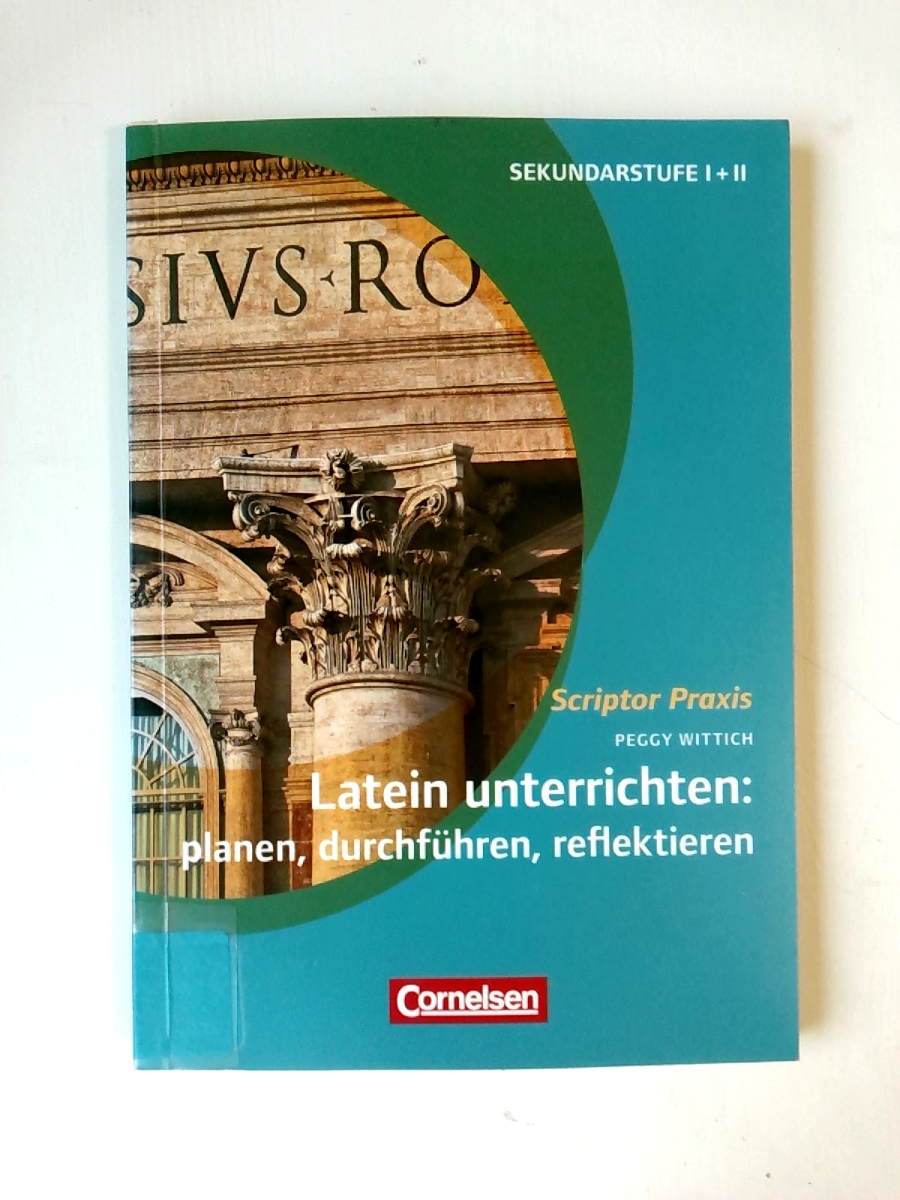 SEKUNDARSTUFE I + II
SIVS·RO
Scriptor Praxis
PEGGY WITTICH
Latein unterrichten:
planen, durchführen, reflektieren
Cornelsen